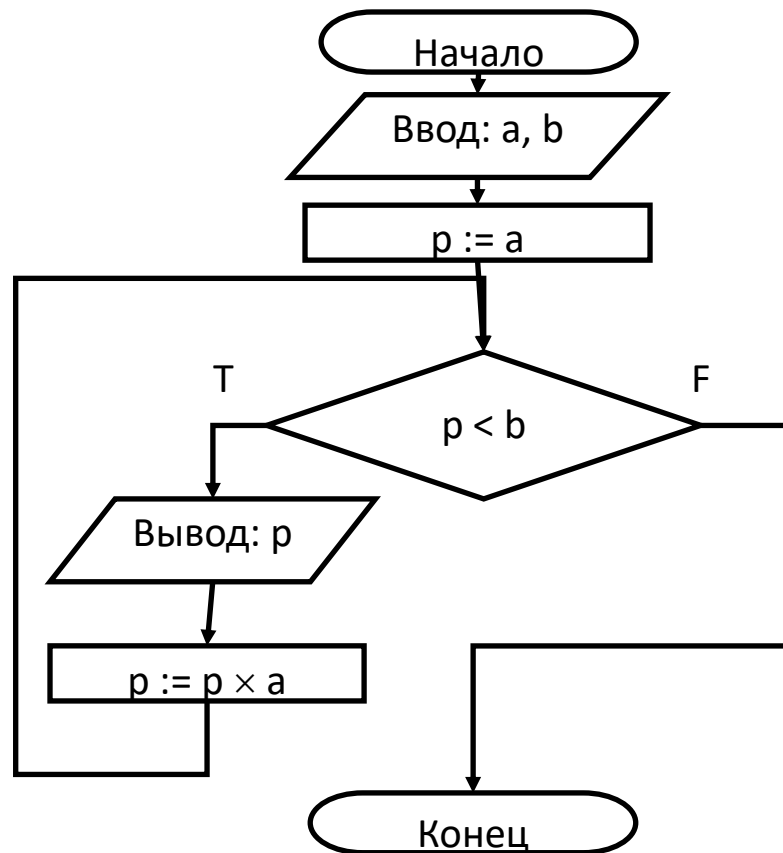 Начало
Ввод: a, b
p := a
T
F
p < b
Вывод: p
p := p × a
Конец